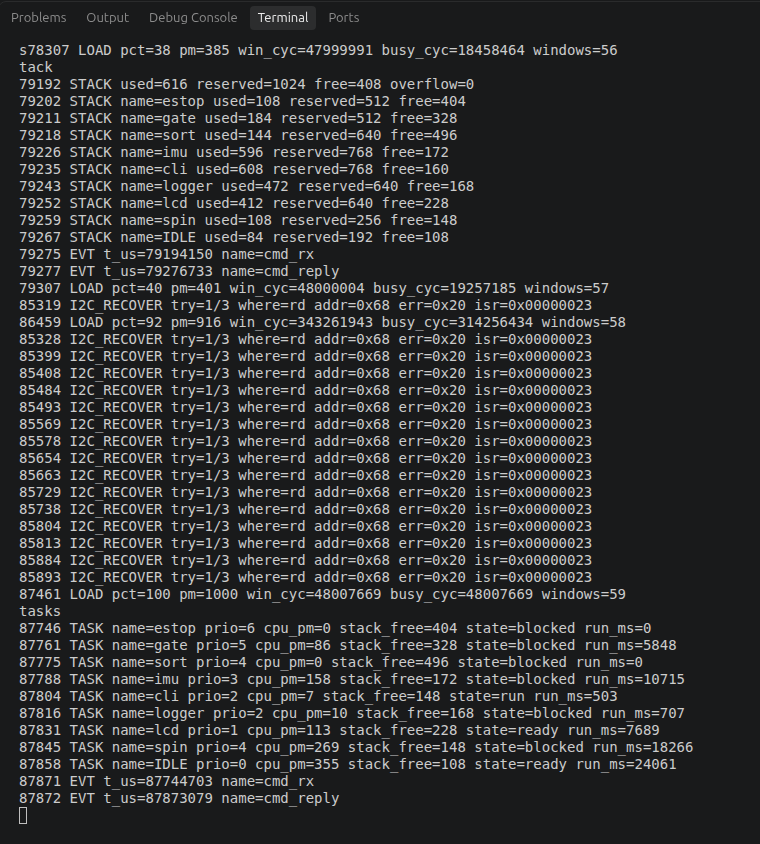 Problems Output Debug Console Terminal Ports
s78307 LOAD pct=38 pm=385 win_cyc=47999991 busy_cyc=18458464 windows=56
tack
79192 STACK used=616 reserved=1024 free=408 overflow=0
79202 STACK name=estop used=108 reserved=512 free=404
79211 STACK name=gate used=184 reserved=512 free=328
79218 STACK name=sort used=144 reserved=640 free=496
79226 STACK name=imu used=596 reserved=768 free=172
79235 STACK name=cli used=608 reserved=768 free=160
79243 STACK name=logger used=472 reserved=640 free=168
79252 STACK name=lcd used=412 reserved=640 free=228
79259 STACK name=spin used=108 reserved=256 free=148
79267 STACK name=IDLE used=84 reserved=192 free=108
79275 EVT t_us=79194150 name=cmd_rx
79277 EVT t_us=79276733 name=cmd_reply
79307 LOAD pct=40 pm=401 win_cyc=48000004 busy_cyc=19257185 windows=57
85319 I2C_RECOVER try=1/3 where=rd addr=0x68 err=0x20 isr=0x00000023
86459 LOAD pct=92 pm=916 win_cyc=343261943 busy_cyc=314256434 windows=58
85328 I2C_RECOVER try=1/3 where=rd addr=0x68 err=0x20 isr=0x00000023
85399 I2C_RECOVER try=1/3 where=rd addr=0x68 err=0x20 isr=0x00000023
85408 I2C_RECOVER try=1/3 where=rd addr=0x68 err=0x20 isr=0x00000023
85484 I2C_RECOVER try=1/3 where=rd addr=0x68 err=0x20 isr=0x00000023
85493 I2C_RECOVER try=1/3 where=rd addr=0x68 err=0x20 isr=0x00000023
85569 I2C_RECOVER try=1/3 where=rd addr=0x68 err=0x20 isr=0x00000023
85578 I2C_RECOVER try=1/3 where=rd addr=0x68 err=0x20 isr=0x00000023
85654 I2C_RECOVER try=1/3 where=rd addr=0x68 err=0x20 isr=0x00000023
85663 I2C_RECOVER try=1/3 where=rd addr=0x68 err=0x20 isr=0x00000023
85729 I2C_RECOVER try=1/3 where=rd addr=0x68 err=0x20 isr=0x00000023
85738 I2C_RECOVER try=1/3 where=rd addr=0x68 err=0x20 isr=0x00000023
85804 I2C_RECOVER try=1/3 where=rd addr=0x68 err=0x20 isr=0x00000023
85813 I2C_RECOVER try=1/3 where=rd addr=0x68 err=0x20 isr=0x00000023
85884 I2C_RECOVER try=1/3 where=rd addr=0x68 err=0x20 isr=0x00000023
85893 I2C_RECOVER try=1/3 where=rd addr=0x68 err=0x20 isr=0x00000023
87461 LOAD pct=100 pm=1000 win_cyc=48007669 busy_cyc=48007669 windows=59
tasks
87746 TASK name=estop prio=6 cpu_pm=0 stack_free=404 state=blocked run_ms=0
87761 TASK name=gate prio=5 cpu_pm=86 stack_free=328 state=blocked run_ms=5848
87775 TASK name=sort prio=4 cpu_pm=0 stack_free=496 state=blocked run_ms=0
87788 TASK name=imu prio=3 cpu_pm=158 stack_free=172 state=blocked run_ms=10715
87804 TASK name=cli prio=2 cpu_pm=7 stack_free=148 state=run run_ms=503
87816 TASK name=logger prio=2 cpu_pm=10 stack_free=168 state=blocked run_ms=707
87831 TASK name=lcd prio=1 cpu_pm=113 stack_free=228 state=ready run_ms=7689
87845 TASK name=spin prio=4 cpu_pm=269 stack_free=148 state=blocked run_ms=18266
87858 TASK name=IDLE prio=0 cpu_pm=355 stack_free=108 state=ready run_ms=24061
87871 EVT t_us=87744703 name=cmd_rx
87872 EVT t_us=87873079 name=cmd_reply